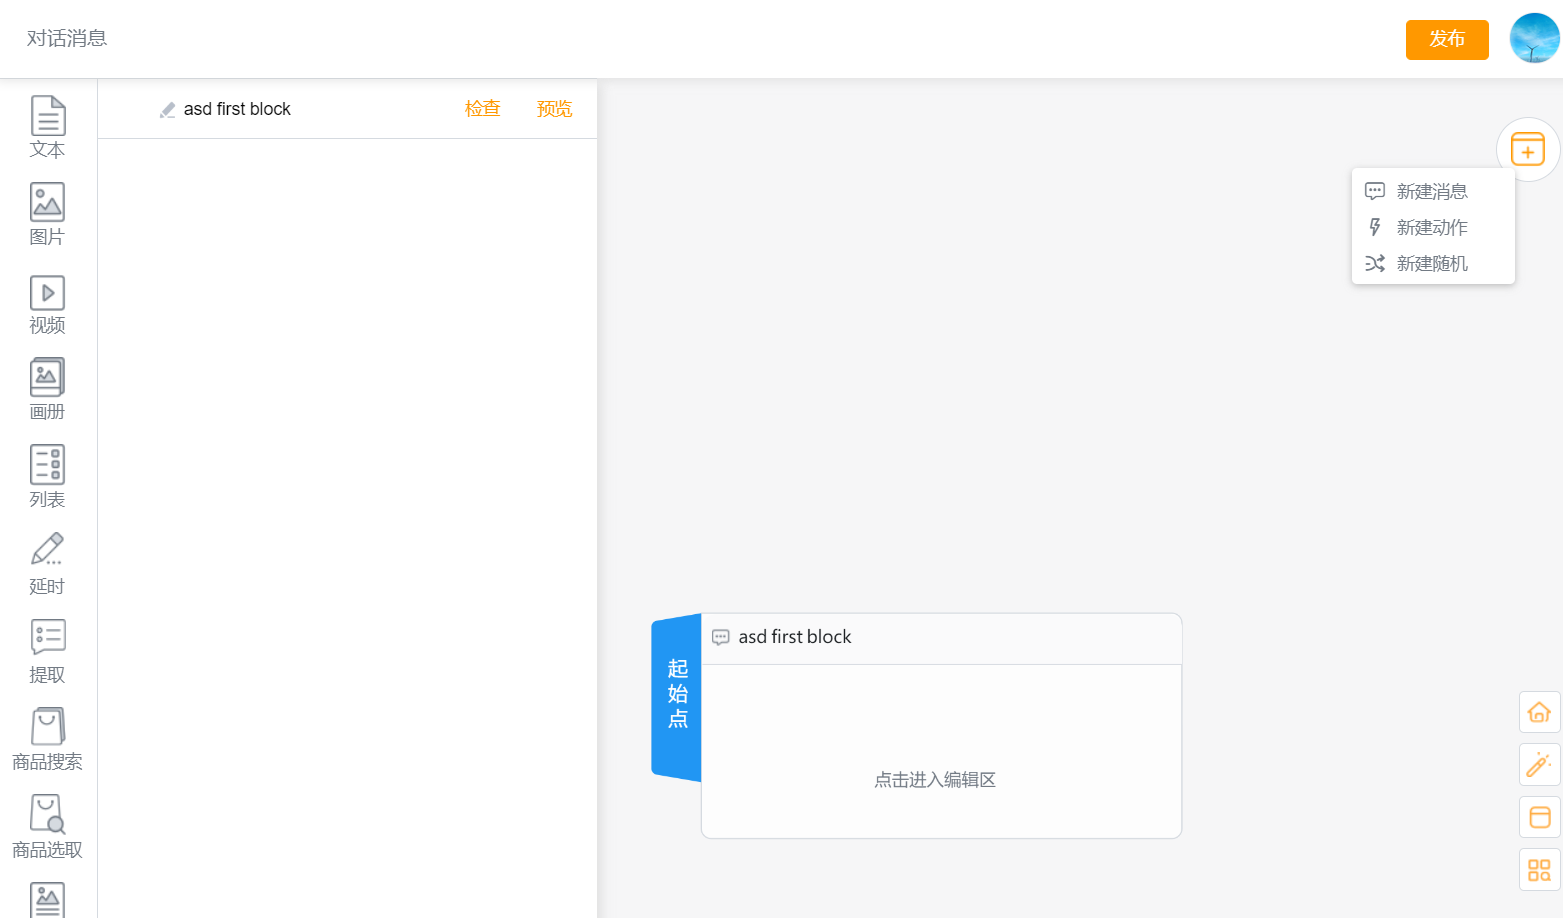 对话消息
发布
文本
图片
视频
画册
列表
延时
提取
商品搜索
商品选取
asd first block
检查
预览
新建消息
新建动作
新建随机
起始点
asd first block
点击进入编辑区